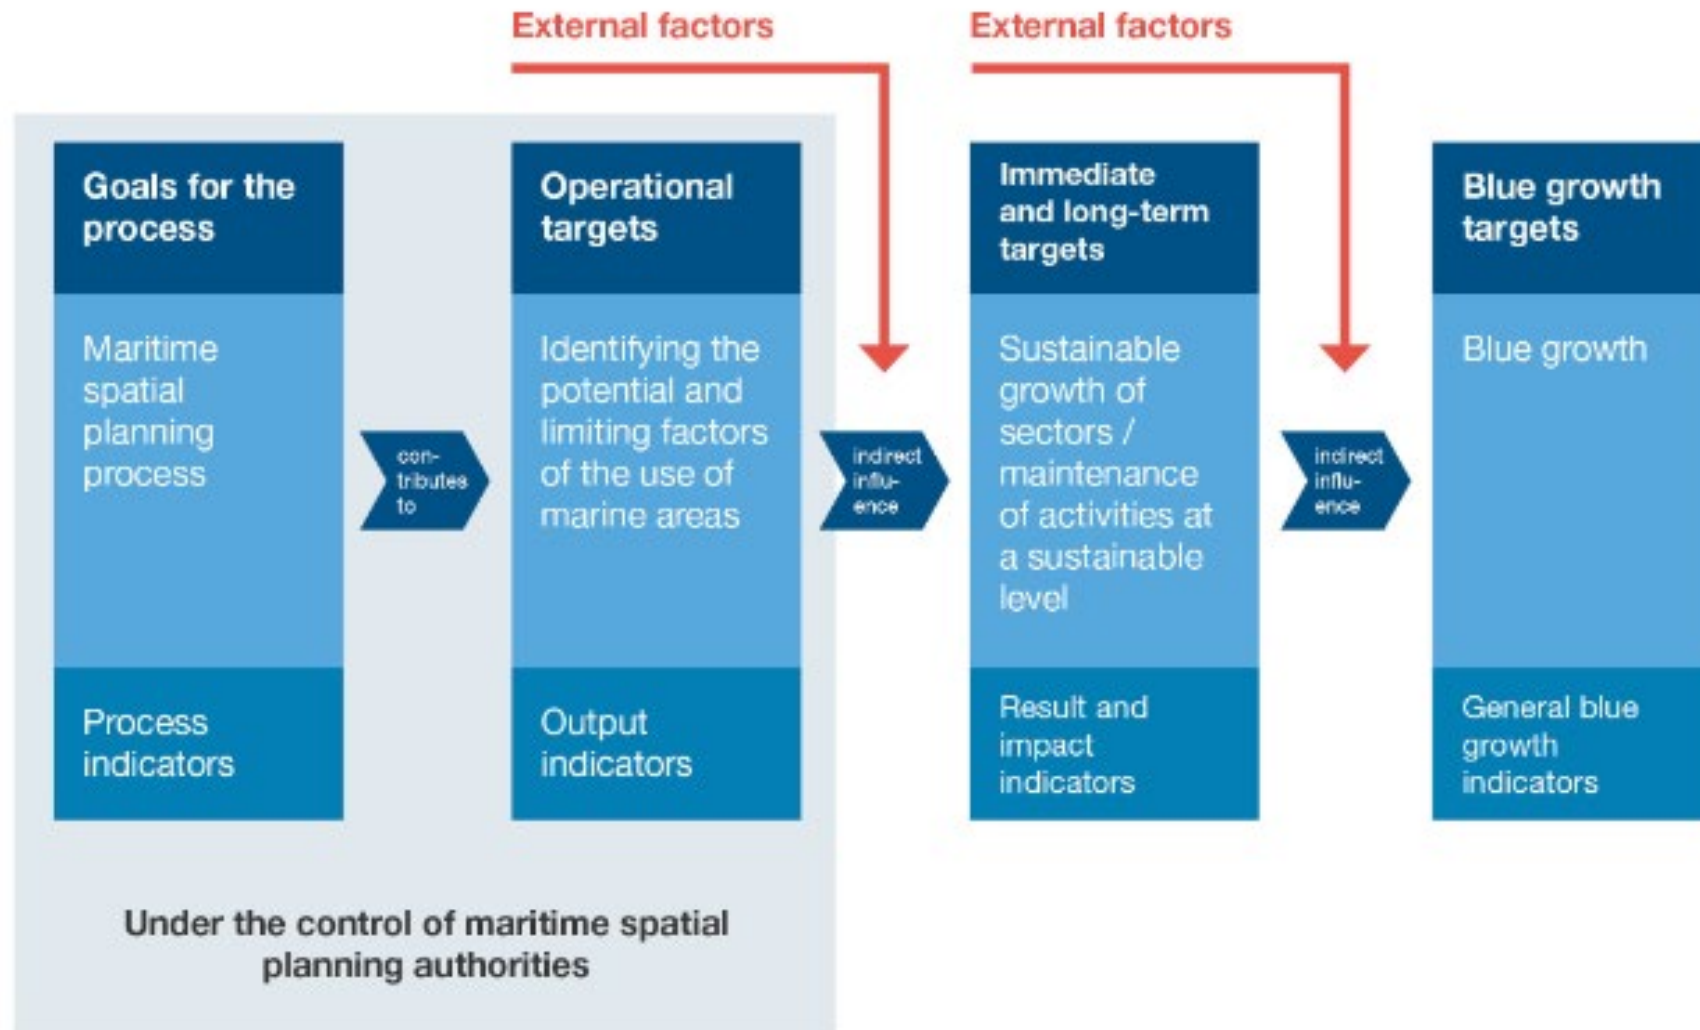 External factors
External factors
Goals for the
process
Maritime
spatial
planning
process
Process
indicators
con-
tributes
to
Operational
targets
Identifying the
potential and
limiting factors
of the use of
marine areas
Output
indicators
indirect
influ-
ence
Immediate
and long-term
targets
Sustainable
growth of
sectors /
maintenance
of activities at
a sustainable
level
Result and
impact
indicators
indirect
influ-
ence
Blue growth
targets
Blue growth
General blue
growth
indicators
Under the control of maritime spatial
planning authorities